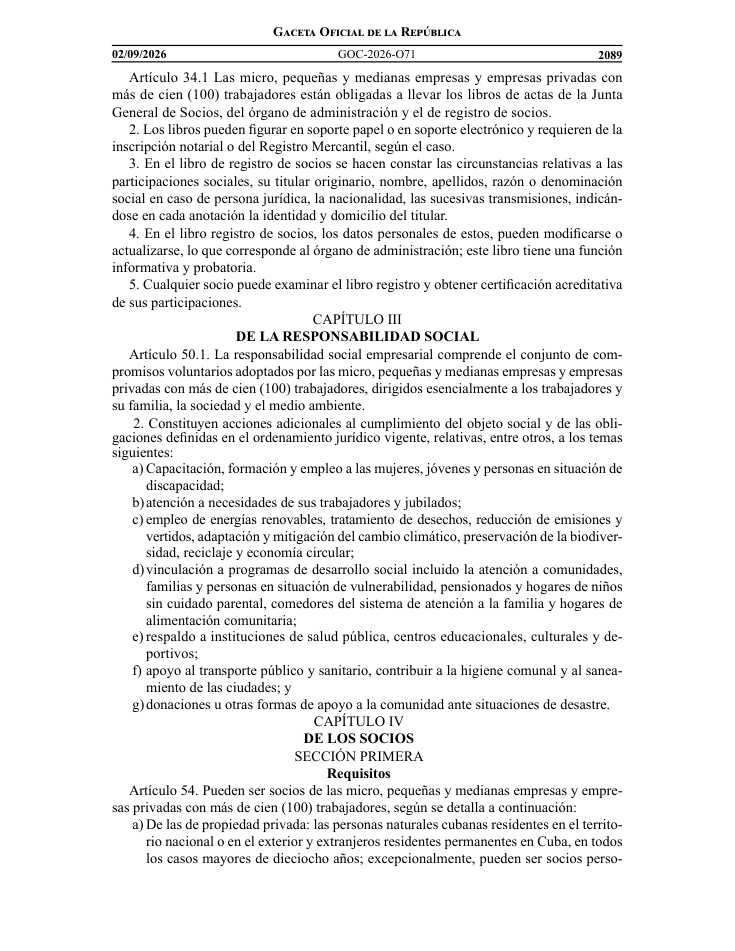 Gaceta Oficial de la República
02/09/2026 GOC-2026-O71 2089
Artículo 34.1 Las micro, pequeñas y medianas empresas y empresas privadas con
más de cien (100) trabajadores están obligadas a llevar los libros de actas de la Junta
General de Socios, del órgano de administración y el de registro de socios.
2. Los libros pueden figurar en soporte papel o en soporte electrónico y requieren de la
inscripción notarial o del Registro Mercantil, según el caso.
3. En el libro de registro de socios se hacen constar las circunstancias relativas a las
participaciones sociales, su titular originario, nombre, apellidos, razón o denominación
social en caso de persona jurídica, la nacionalidad, las sucesivas transmisiones, indicán-
dose en cada anotación la identidad y domicilio del titular.
4. En el libro registro de socios, los datos personales de estos, pueden modificarse o
actualizarse, lo que corresponde al órgano de administración; este libro tiene una función
informativa y probatoria.
5. Cualquier socio puede examinar el libro registro y obtener certificación acreditativa
de sus participaciones.
CAPÍTULO III
DE LA RESPONSABILIDAD SOCIAL
Artículo 50.1. La responsabilidad social empresarial comprende el conjunto de com-
promisos voluntarios adoptados por las micro, pequeñas y medianas empresas y empresas
privadas con más de cien (100) trabajadores, dirigidos esencialmente a los trabajadores y
su familia, la sociedad y el medio ambiente.
2. Constituyen acciones adicionales al cumplimiento del objeto social y de las obli-
gaciones definidas en el ordenamiento jurídico vigente, relativas, entre otros, a los temas
siguientes:
a) Capacitación, formación y empleo a las mujeres, jóvenes y personas en situación de
discapacidad;
b) atención a necesidades de sus trabajadores y jubilados;
c) empleo de energías renovables, tratamiento de desechos, reducción de emisiones y
vertidos, adaptación y mitigación del cambio climático, preservación de la biodiver-
sidad, reciclaje y economía circular;
d) vinculación a programas de desarrollo social incluido la atención a comunidades,
familias y personas en situación de vulnerabilidad, pensionados y hogares de niños
sin cuidado parental, comedores del sistema de atención a la familia y hogares de
alimentación comunitaria;
e) respaldo a instituciones de salud pública, centros educacionales, culturales y de-
portivos;
f) apoyo al transporte público y sanitario, contribuir a la higiene comunal y al sanea-
miento de las ciudades; y
g) donaciones u otras formas de apoyo a la comunidad ante situaciones de desastre.
CAPÍTULO IV
DE LOS SOCIOS
SECCIÓN PRIMERA
Requisitos
Artículo 54. Pueden ser socios de las micro, pequeñas y medianas empresas y empre-
sas privadas con más de cien (100) trabajadores, según se detalla a continuación:
a) De las de propiedad privada: las personas naturales cubanas residentes en el territo-
rio nacional o en el exterior y extranjeros residentes permanentes en Cuba, en todos
los casos mayores de dieciocho años; excepcionalmente, pueden ser socios perso-